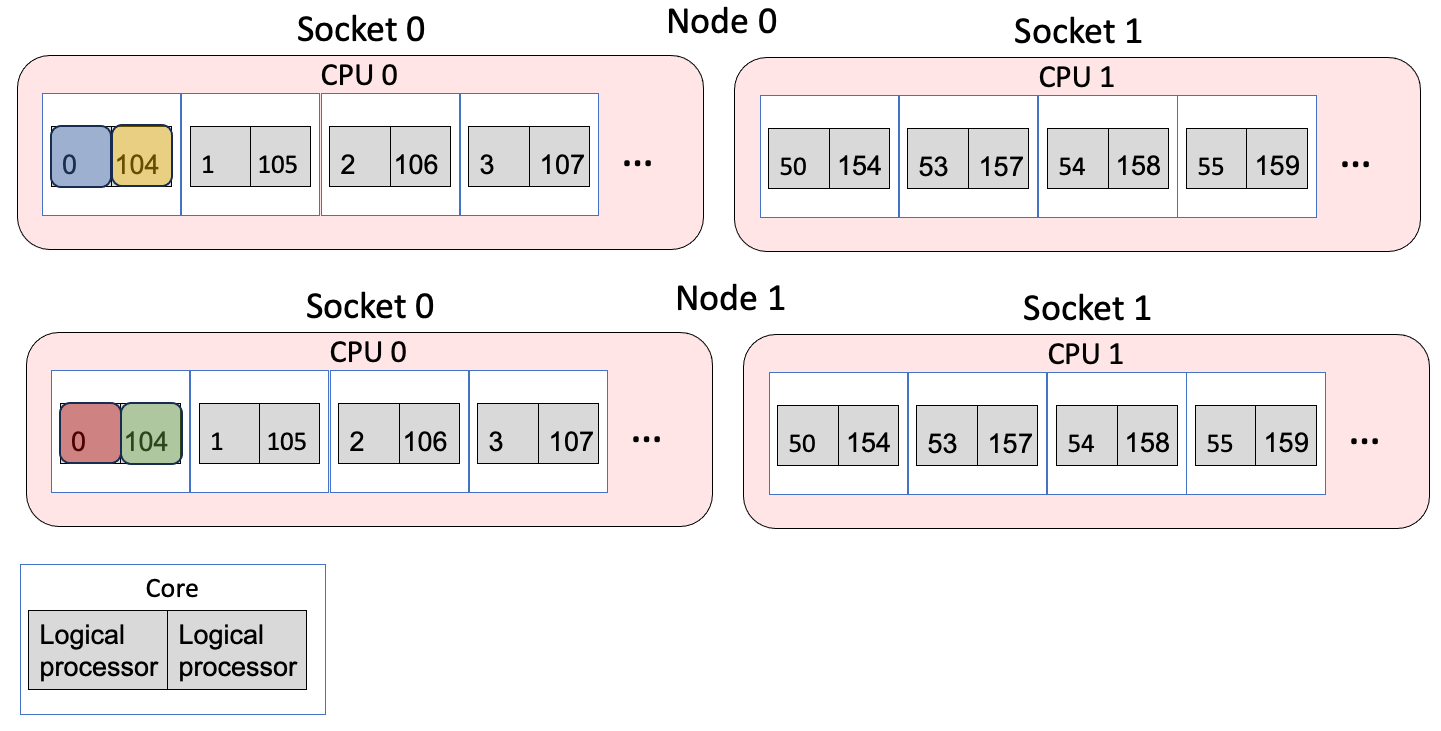 Node 0
Socket 0 Socket 1
CPU 0 CPU 1
0 104 1 105 2 106 3 107 ... 50 154 53 157 54 158 55 159 ...
Node 1
Socket 0 Socket 1
CPU 0 CPU 1
0 104 1 105 2 106 3 107 ... 50 154 53 157 54 158 55 159 ...
Core
Logical Logical
processor processor